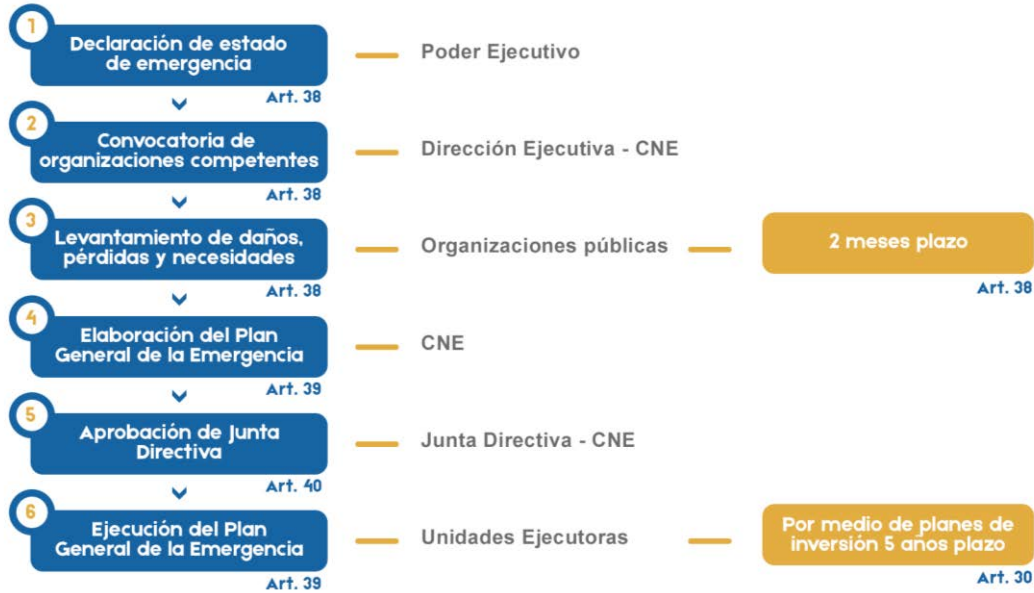 1
Declaración de estado
de emergencia
Poder Ejecutivo
Art. 38
2
Convocatoria de
organizaciones competentes
Dirección Ejecutiva - CNE
Art. 38
3
Levantamiento de daños,
pérdidas y necesidades
Organizaciones públicas
2 meses plazo
Art. 38
Art. 38
4
Elaboración del Plan
General de la Emergencia
CNE
Art. 39
5
Aprobación de Junta
Directiva
Junta Directiva - CNE
Art. 40
6
Ejecución del Plan
General de la Emergencia
Unidades Ejecutoras
Por medio de planes de
inversión 5 años plazo
Art. 39
Art. 30